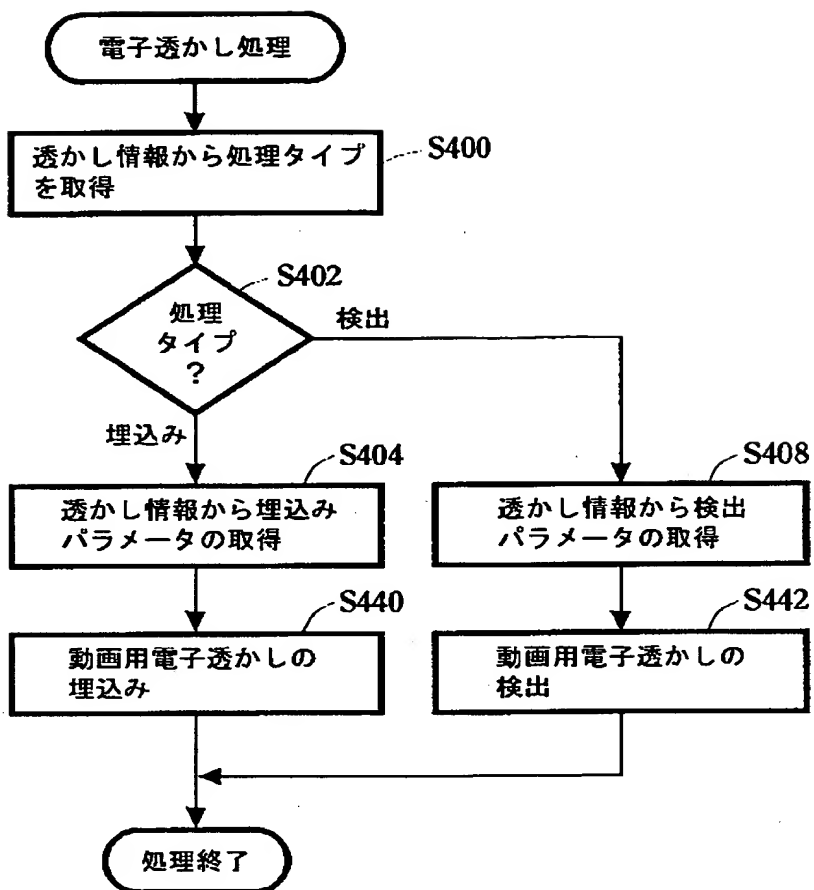 電子透かし処理
透かし情報から処理タイプ
を取得
S400
S402
処理
タイプ
?
検出
埋込み
S404
透かし情報から埋込み
パラメータの取得
S408
透かし情報から検出
パラメータの取得
S440
動画用電子透かしの
埋込み
S442
動画用電子透かしの
検出
処理終了